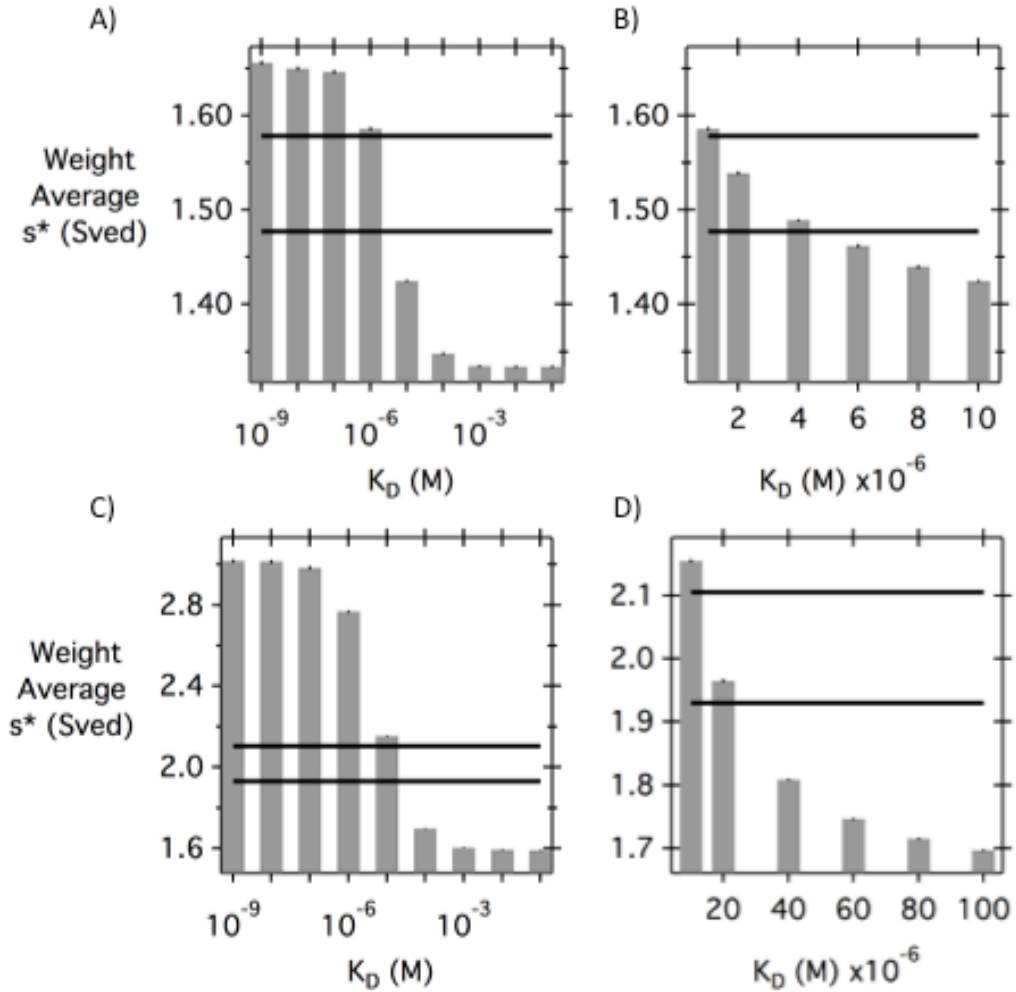 A)
B)
Weight
Average
s* (Sved)
1.60
1.50
1.40
10⁻⁹
10⁻⁶
10⁻³
K_D (M)
1.60
1.50
1.40
2
4
6
8
10
K_D (M) x10⁻⁶
C)
D)
Weight
Average
s* (Sved)
2.8
2.4
2.0
1.6
10⁻⁹
10⁻⁶
10⁻³
K_D (M)
2.1
2.0
1.9
1.8
1.7
20
40
60
80
100
K_D (M) x10⁻⁶